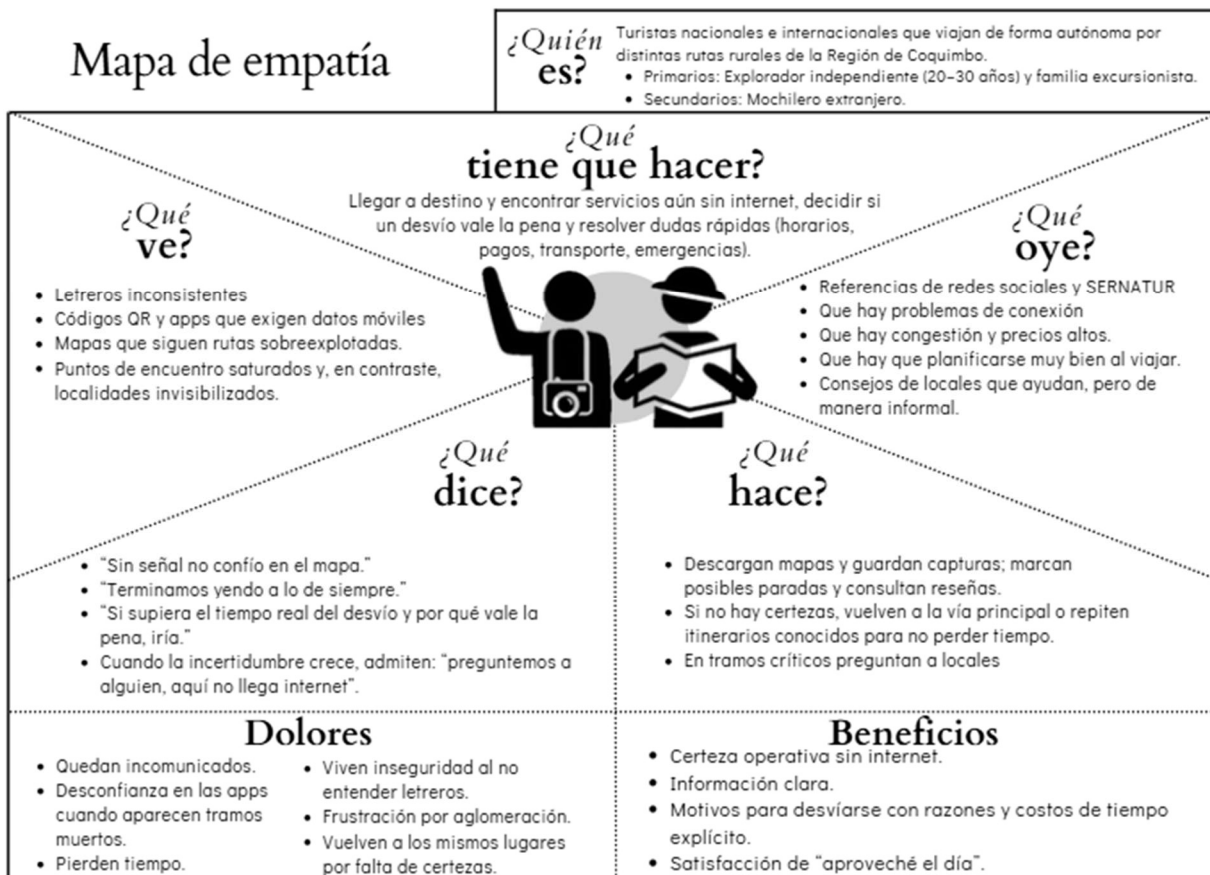 Mapa de empatía
¿Quién
es?
Turistas nacionales e internacionales que viajan de forma autónoma por
distintas rutas rurales de la Región de Coquimbo.
• Primarios: Explorador independiente (20-30 años) y familia excursionista.
• Secundarios: Mochilero extranjero.
¿Qué
tiene que hacer?
Llegar a destino y encontrar servicios aún sin internet, decidir si
un desvío vale la pena y resolver dudas rápidas (horarios,
pagos, transporte, emergencias).
¿Qué
ve?
• Letreros inconsistentes
• Códigos QR y apps que exigen datos móviles
• Mapas que siguen rutas sobreexplotadas.
• Puntos de encuentro saturados y, en contraste,
localidades invisibilizados.
¿Qué
oye?
• Referencias de redes sociales y SERNATUR
• Que hay problemas de conexión
• Que hay congestión y precios altos.
• Que hay que planificarse muy bien al viajar.
• Consejos de locales que ayudan, pero de
manera informal.
¿Qué
dice?
• "Sin señal no confío en el mapa."
• "Terminamos yendo a lo de siempre."
• "Si supiera el tiempo real del desvío y por qué vale la
pena, iría."
• Cuando la incertidumbre crece, admiten: "preguntemos a
alguien, aquí no llega internet".
¿Qué
hace?
• Descargan mapas y guardan capturas; marcan
posibles paradas y consultan reseñas.
• Si no hay certezas, vuelven a la vía principal o repiten
itinerarios conocidos para no perder tiempo.
• En tramos críticos preguntan a locales
Dolores
• Quedan incomunicados.
• Desconfianza en las apps
cuando aparecen tramos
muertos.
• Pierden tiempo.
• Viven inseguridad al no
entender letreros.
• Frustración por aglomeración.
• Vuelven a los mismos lugares
por falta de certezas.
Beneficios
• Certeza operativa sin internet.
• Información clara.
• Motivos para desvíarse con razones y costos de tiempo
explícito.
• Satisfacción de "aproveché el día".